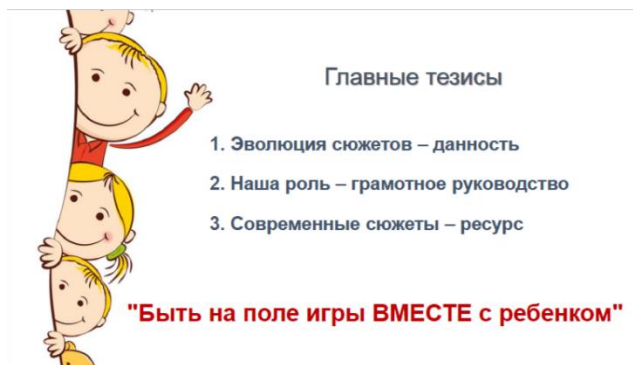 Главные тезисы
1. Эволюция сюжетов – данность
2. Наша роль – грамотное руководство
3. Современные сюжеты – ресурс
"Быть на поле игры ВМЕСТЕ с ребенком"